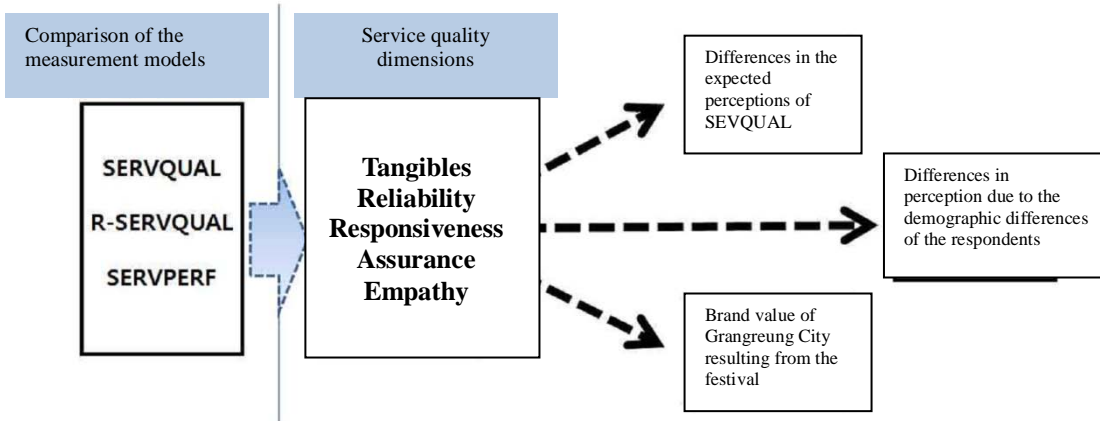 Comparison of the
measurement models
SERVQUAL
R-SERVQUAL
SERVPERF
Service quality
dimensions
Tangibles
Reliability
Responsiveness
Assurance
Empathy
Differences in the
expected
perceptions of
SEVQUAL
Differences in
perception due to the
demographic differences
of the respondents
Brand value of
Grangreung City
resulting from the
festival